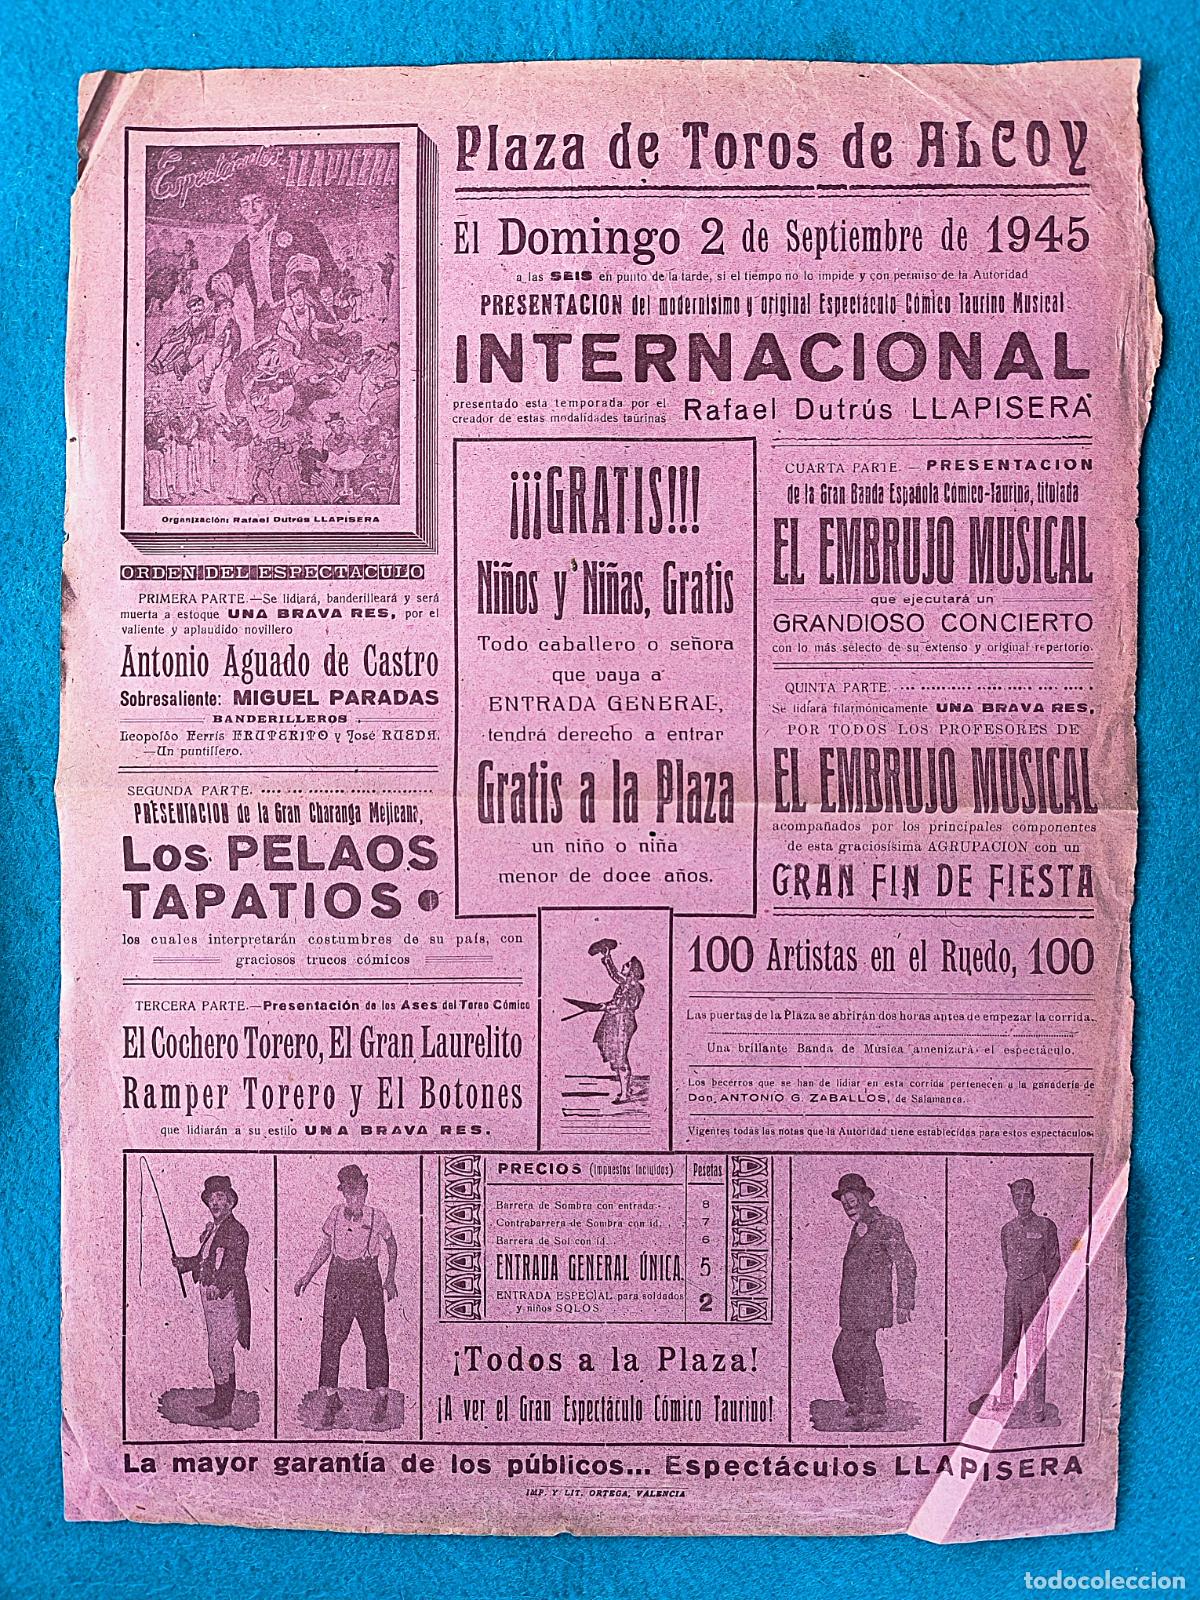 Plaza de Toros de ALCOY
El Domingo 2 de Septiembre de 1945
a las SEIS en punto de la tarde, si el tiempo no lo impide y con permiso de la Autoridad
PRESENTACION del modernísimo y original Espectáculo Cómico Taurino Musical
INTERNACIONAL
presentado esta temporada por el
creador de estas modalidades taurinas
Rafael Dutrús LLAPISERA
Espectáculos LLAPISERA
Organización: Rafael Dutrús LLAPISERA
ORDEN DEL ESPECTACULO
PRIMERA PARTE.—Se lidiará, banderilleará y será
muerta a estoque UNA BRAVA RES, por el
valiente y aplaudido novillero
Antonio Aguado de Castro
Sobresaliente: MIGUEL PARADAS
BANDERILLEROS
Leopoldo Ferrís FRUTERITO y José RUEDA.
—Un puntillero.
SEGUNDA PARTE.
PRESENTACION de la Gran Charanga Mejicana,
LOS PELAOS
TAPATIOS
los cuales interpretarán costumbres de su país, con
graciosos trucos cómicos
TERCERA PARTE.—Presentación de los Ases del Toreo Cómico
El Cochero Torero, El Gran Laurelito
Ramper Torero y El Botones
que lidiarán a su estilo UNA BRAVA RES.
¡¡¡GRATIS!!!
Niños y Niñas, Gratis
Todo caballero o señora
que vaya a
ENTRADA GENERAL,
tendrá derecho a entrar
Gratis a la Plaza
un niño o niña
menor de doce años.
CUARTA PARTE.—PRESENTACION
de la Gran Banda Española Cómico-Taurina, titulada
EL EMBRUJO MUSICAL
que ejecutará un
GRANDIOSO CONCIERTO
con lo más selecto de su extenso y original repertorio.
QUINTA PARTE.
Se lidiará filarmónicamente UNA BRAVA RES,
POR TODOS LOS PROFESORES DE
EL EMBRUJO MUSICAL
acompañados por los principales componentes
de esta graciosísima AGRUPACION con un
GRAN FIN DE FIESTA
100 Artistas en el Ruedo, 100
Las puertas de la Plaza se abrirán dos horas antes de empezar la corrida.
Una brillante Banda de Música amenizará el espectáculo.
Los becerros que se han de lidiar en esta corrida pertenecen a la ganadería de
Don ANTONIO G. ZABALLOS, de Salamanca.
Vigentes todas las notas que la Autoridad tiene establecidas para estos espectáculos
PRECIOS (Impuestos incluidos) Pesetas
Barrera de Sombra con entrada. 8
Contrabarrera de Sombra con id. 7
Barrera de Sol con id. 6
ENTRADA GENERAL ÚNICA. 5
ENTRADA ESPECIAL para soldados
y niños SOLOS. 2
¡Todos a la Plaza!
¡A ver el Gran Espectáculo Cómico Taurino!
La mayor garantía de los públicos... Espectáculos LLAPISERA
IMP. Y LIT. ORTEGA, VALENCIA
todocoleccion